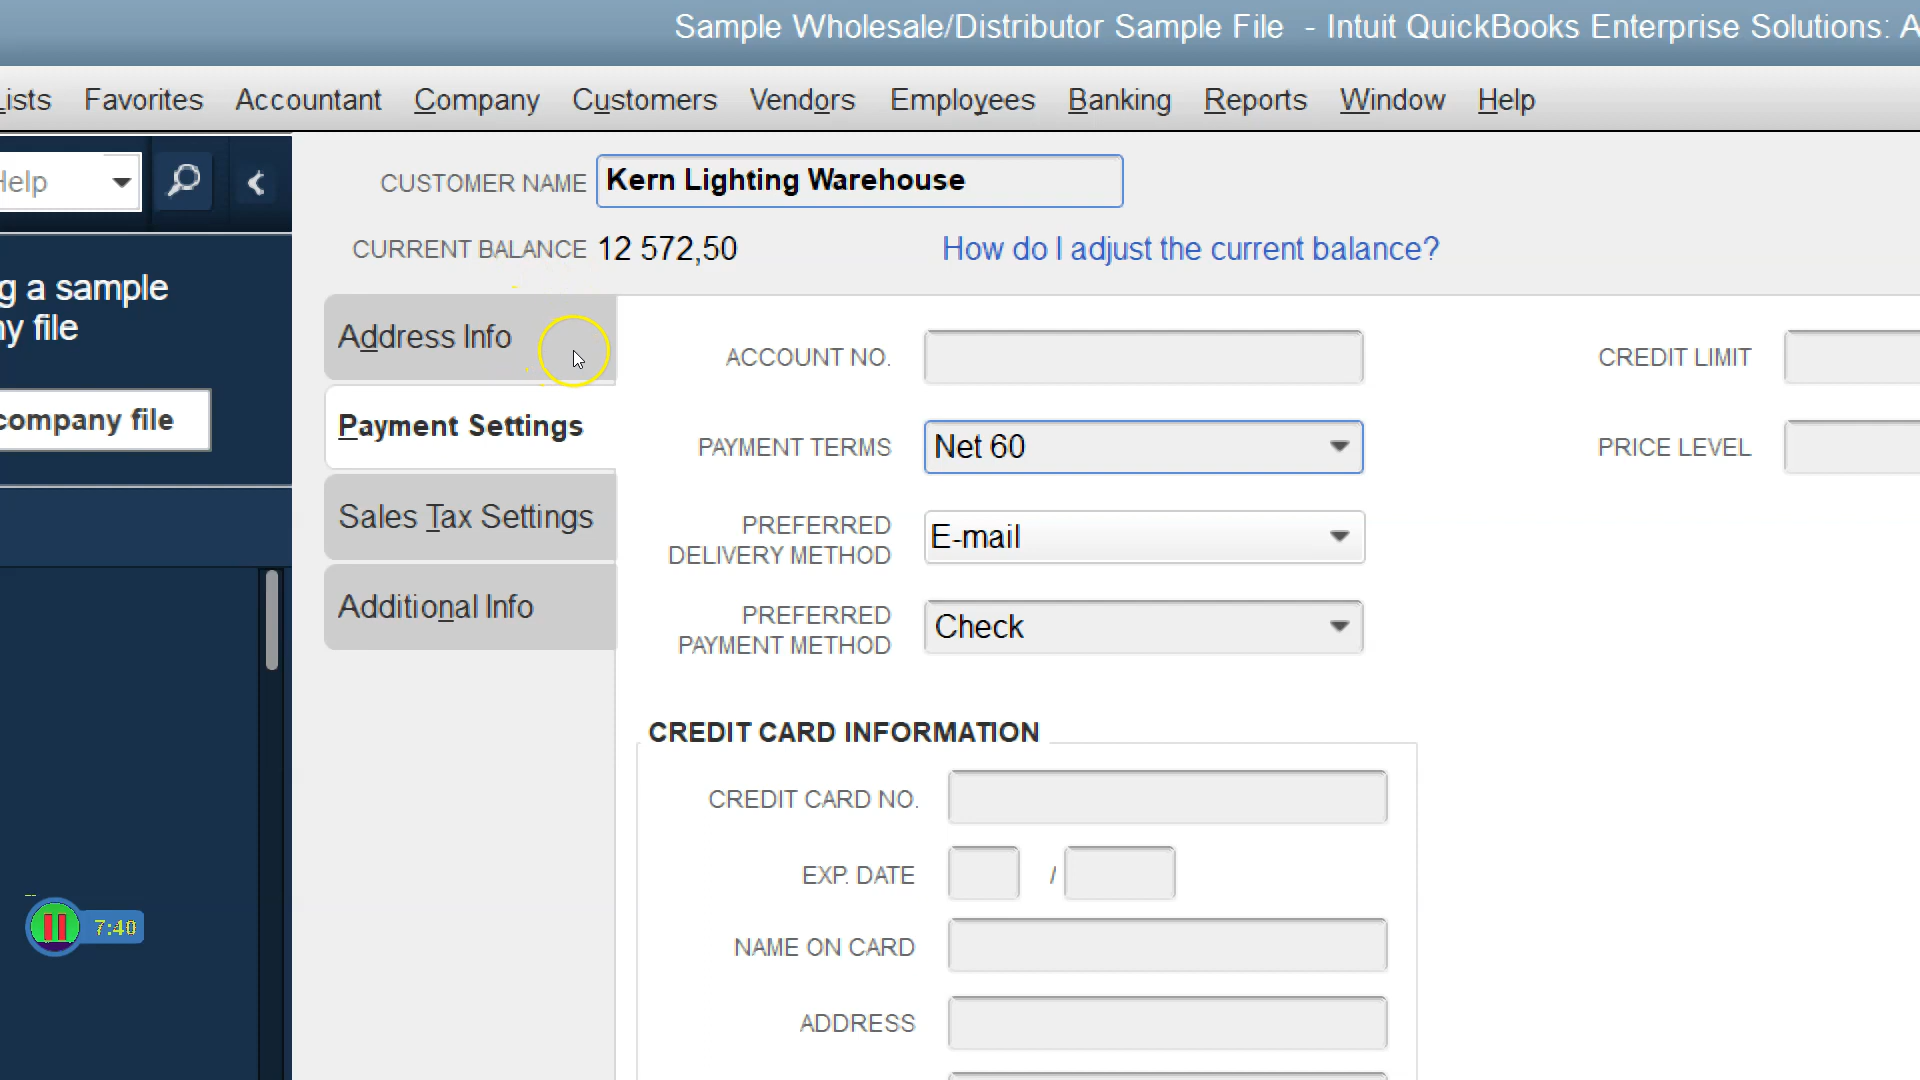 Sample Wholesale/Distributor Sample File - Intuit QuickBooks Enterprise Solutions: A
Lists Favorites Accountant Company Customers Vendors Employees Banking Reports Window Help
Help
CUSTOMER NAME Kern Lighting Warehouse
CURRENT BALANCE 12 572,50 How do I adjust the current balance?
g a sample
ny file
company file
Address Info
Payment Settings
Sales Tax Settings
Additional Info
ACCOUNT NO.
CREDIT LIMIT
PAYMENT TERMS Net 60
PRICE LEVEL
PREFERRED
DELIVERY METHOD E-mail
PREFERRED
PAYMENT METHOD Check
CREDIT CARD INFORMATION
CREDIT CARD NO.
EXP. DATE /
NAME ON CARD
ADDRESS
7:40